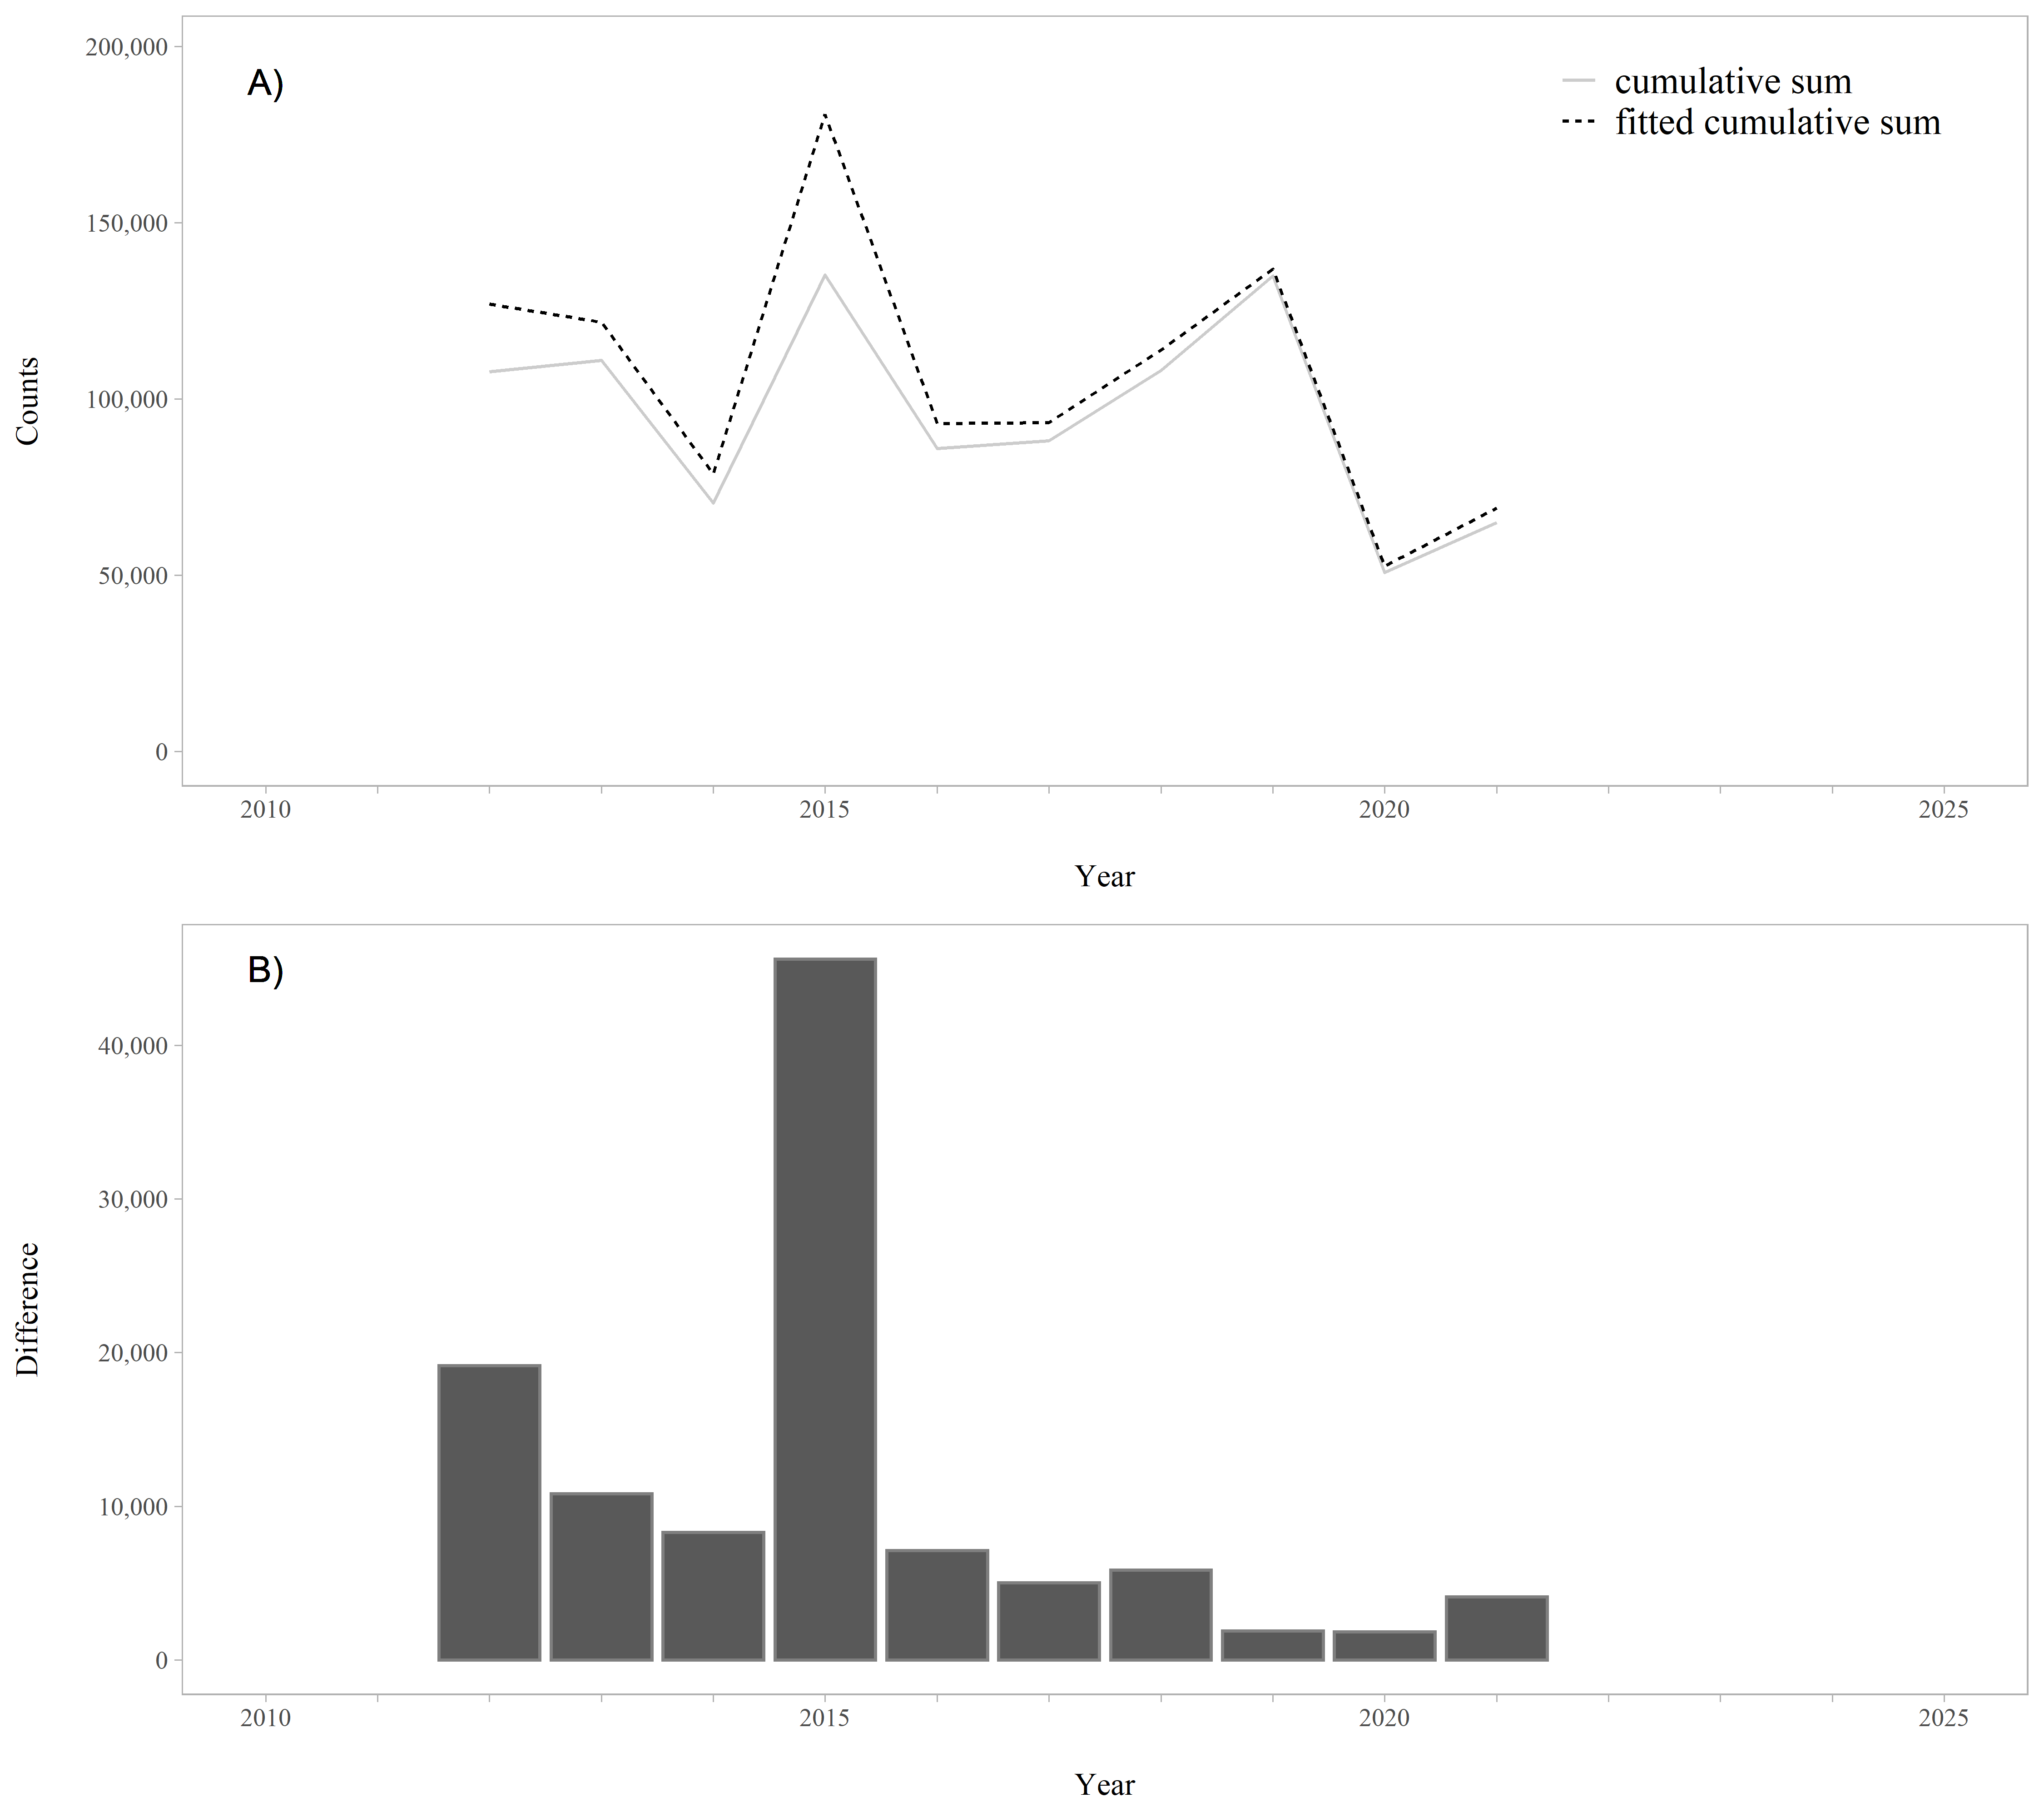 A)
cumulative sum
fitted cumulative sum
200,000
150,000
100,000
50,000
0
Counts
2010 2015 2020 2025
Year
B)
40,000
30,000
20,000
10,000
0
Difference
2010 2015 2020 2025
Year